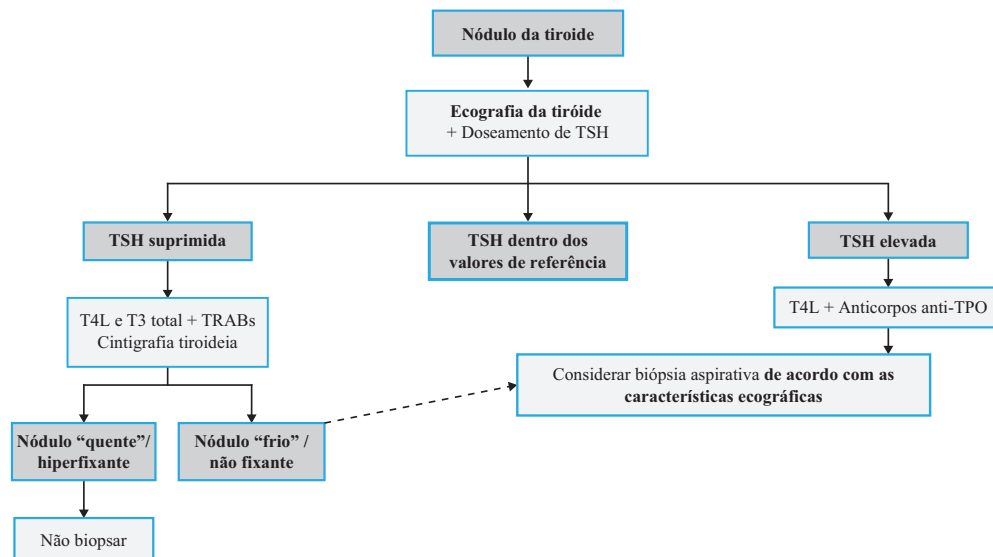 Nódulo da tiroide
Ecografia da tiróide
+ Doseamento de TSH
TSH suprimida
TSH dentro dos
valores de referência
TSH elevada
T4L e T3 total + TRABs
Cintigrafia tiroideia
T4L + Anticorpos anti-TPO
Considerar biópsia aspirativa de acordo com as
características ecográficas
Nódulo “quente”/
hiperfixante
Nódulo “frio” /
não fixante
Não biopsar